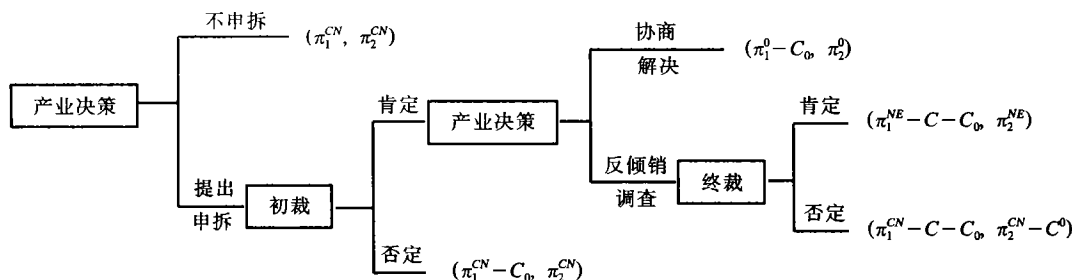 不申拆
(π₁^{CN}, π₂^{CN})
协商
解决
(π₁^0−C₀, π₂^0)
产业决策
肯定
产业决策
肯定
(π₁^{NE}−C−C₀, π₂^{NE})
反倾销
调查
终裁
提出
申拆
初裁
否定
(π₁^{CN}−C−C₀, π₂^{CN}−C^0)
否定
(π₁^{CN}−C₀, π₂^{CN})